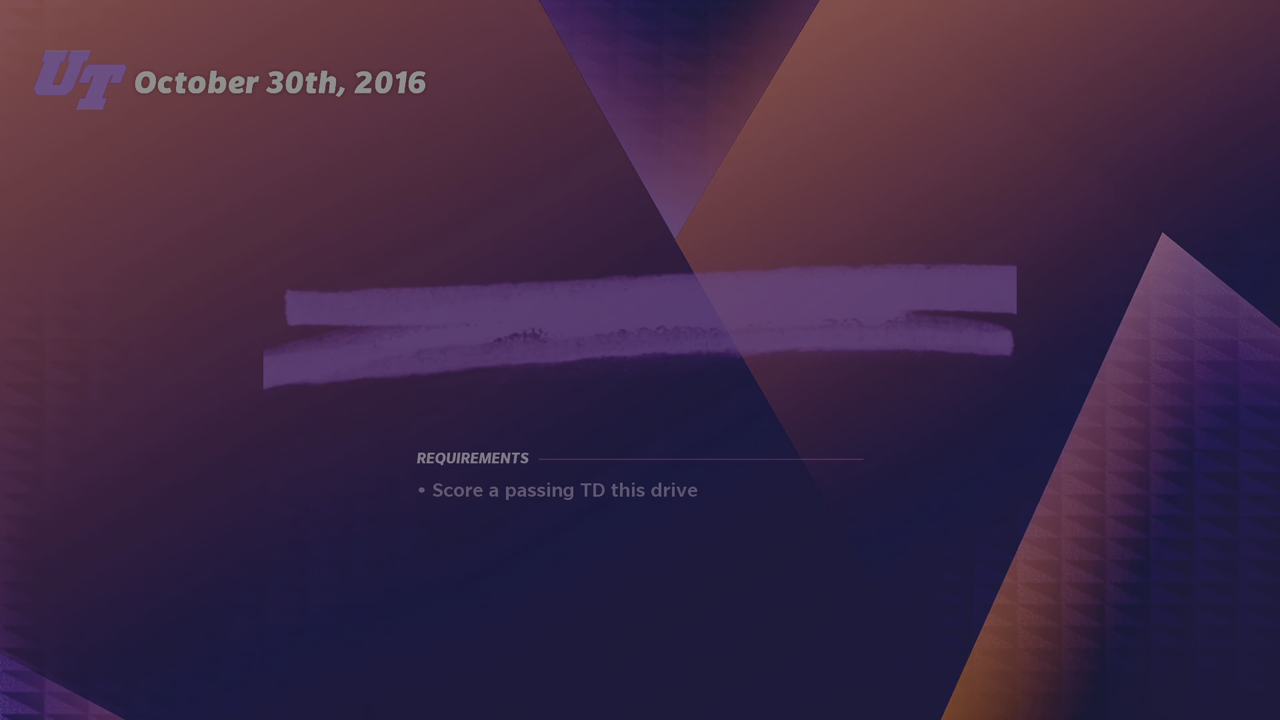 UT October 30th, 2016
REQUIREMENTS
• Score a passing TD this drive